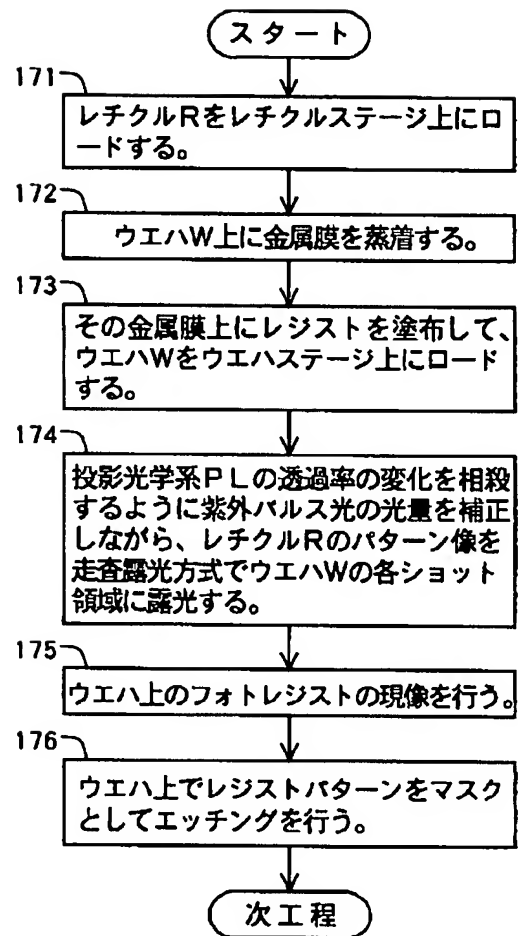 スタート
171
レチクルRをレチクルステージ上にロ
ードする。
172
ウエハW上に金属膜を蒸着する。
173
その金属膜上にレジストを塗布して、
ウエハWをウエハステージ上にロード
する。
174
投影光学系PLの透過率の変化を相殺
するように紫外パルス光の光量を補正
しながら、レチクルRのパターン像を
走査露光方式でウエハWの各ショット
領域に露光する。
175
ウエハ上のフォトレジストの現像を行う。
176
ウエハ上でレジストパターンをマスク
としてエッチングを行う。
次工程